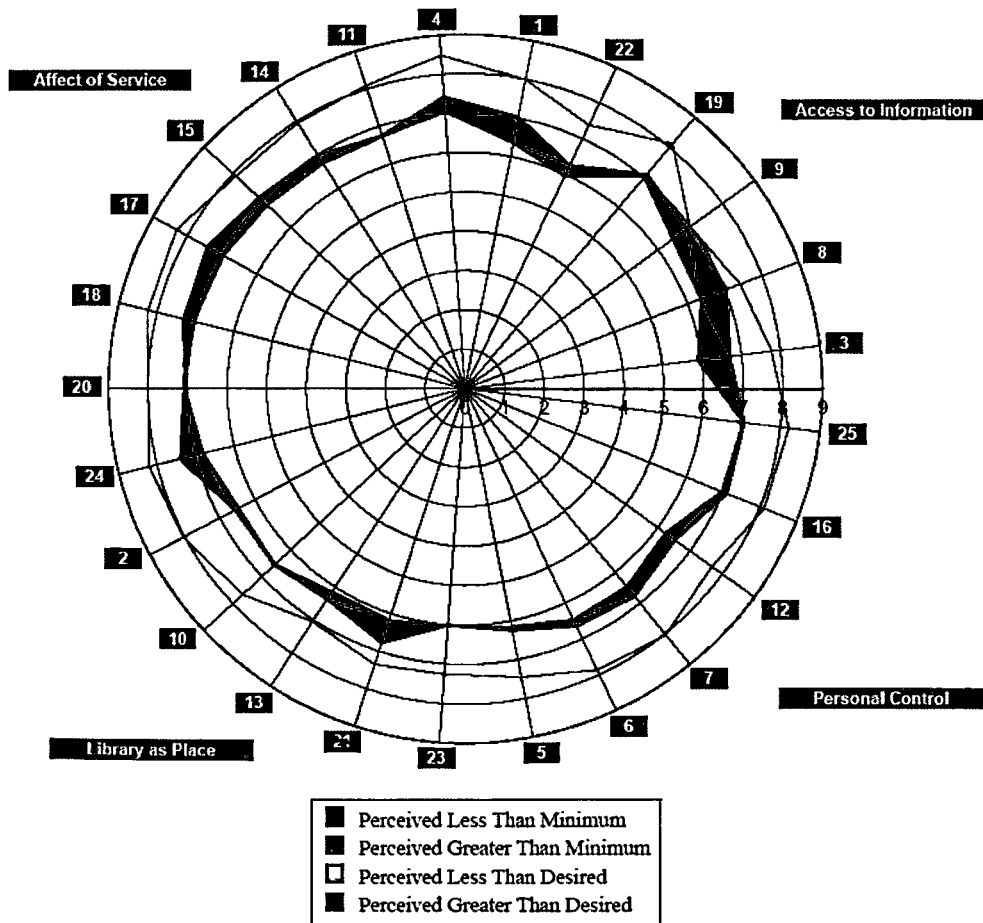 4
1
11
22
14
19
Affect of Service
Access to Information
15
9
17
8
18
3
20
0 1 2 3 4 5 6 7 8 9
25
24
16
2
12
10
7
13
Personal Control
21
6
Library as Place
23
5
Perceived Less Than Minimum
Perceived Greater Than Minimum
Perceived Less Than Desired
Perceived Greater Than Desired